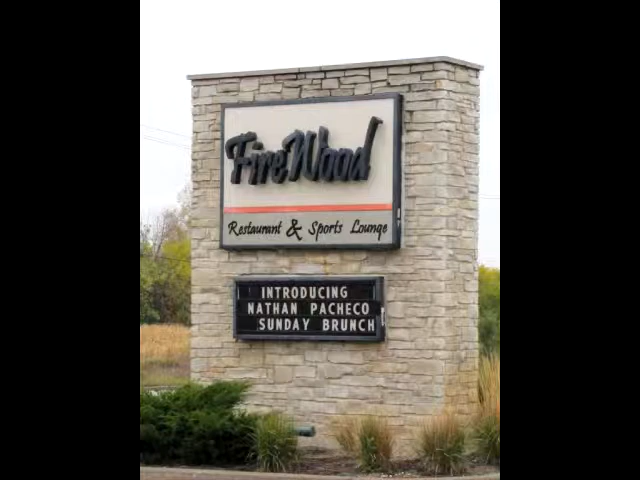 FireWood
Restaurant & Sports Lounge
INTRODUCING
NATHAN PACHECO
SUNDAY BRUNCH